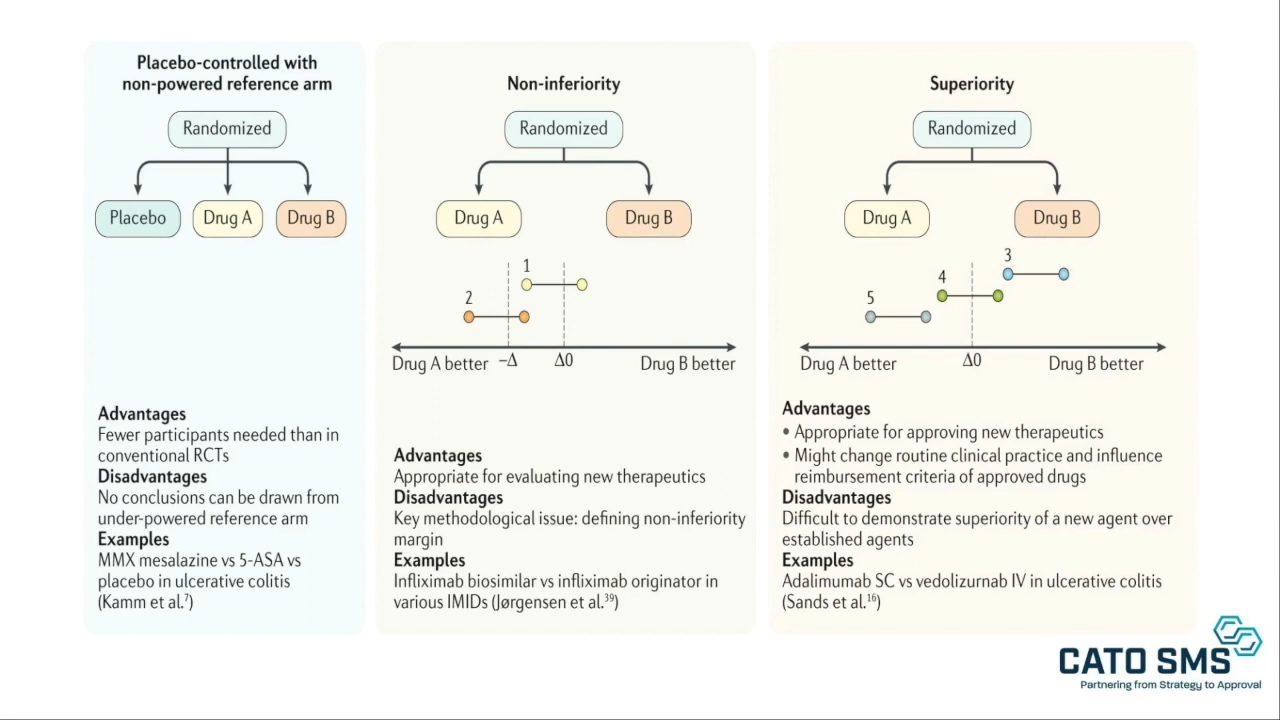 Placebo-controlled with
non-powered reference arm
Randomized
Placebo
Drug A
Drug B
Advantages
Fewer participants needed than in
conventional RCTs
Disadvantages
No conclusions can be drawn from
under-powered reference arm
Examples
MMX mesalazine vs 5-ASA vs
placebo in ulcerative colitis
(Kamm et al.⁷)
Non-inferiority
Randomized
Drug A
Drug B
1
2
Drug A better
−Δ
Δ0
Drug B better
Advantages
Appropriate for evaluating new therapeutics
Disadvantages
Key methodological issue: defining non-inferiority
margin
Examples
Infliximab biosimilar vs infliximab originator in
various IMIDs (Jørgensen et al.³⁹)
Superiority
Randomized
Drug A
Drug B
3
4
5
Drug A better
Δ0
Drug B better
Advantages
• Appropriate for approving new therapeutics
• Might change routine clinical practice and influence
reimbursement criteria of approved drugs
Disadvantages
Difficult to demonstrate superiority of a new agent over
established agents
Examples
Adalimumab SC vs vedolizurnab IV in ulcerative colitis
(Sands et al.¹⁶)
CATO SMS
Partnering from Strategy to Approval